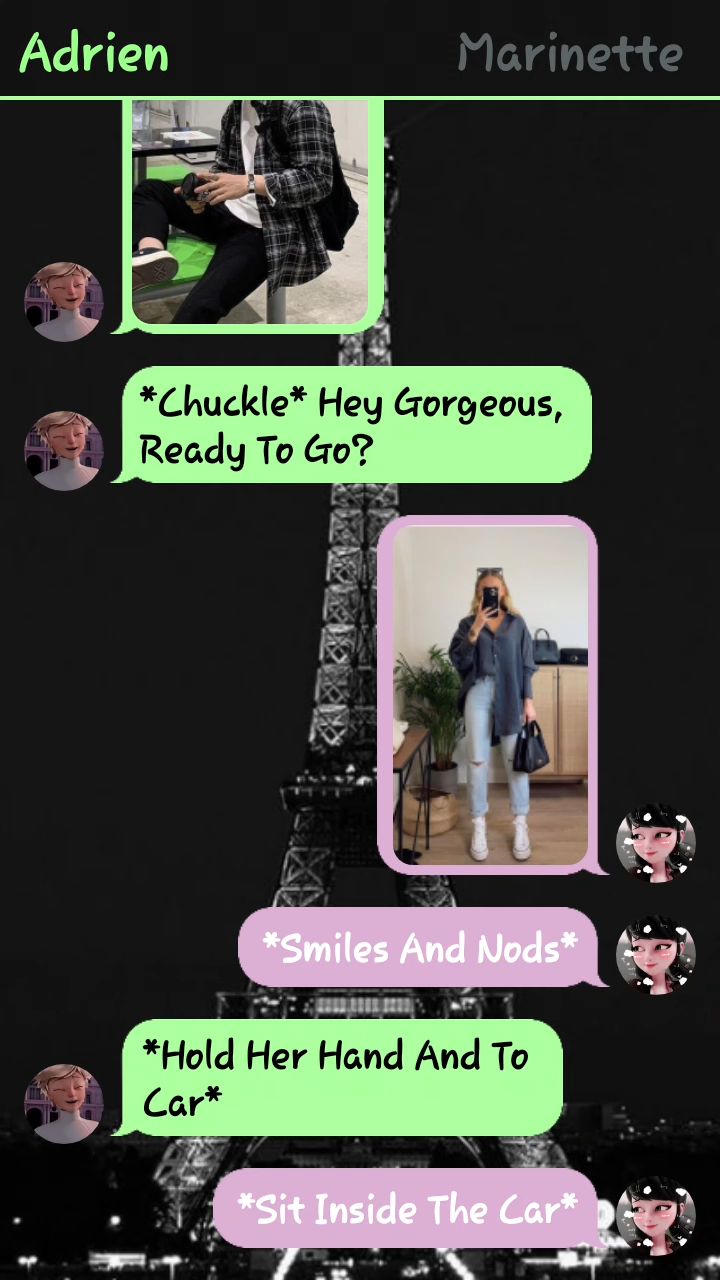 Adrien Marinette
*Chuckle* Hey Gorgeous,
Ready To Go?
*Smiles And Nods*
*Hold Her Hand And To
Car*
*Sit Inside The Car*